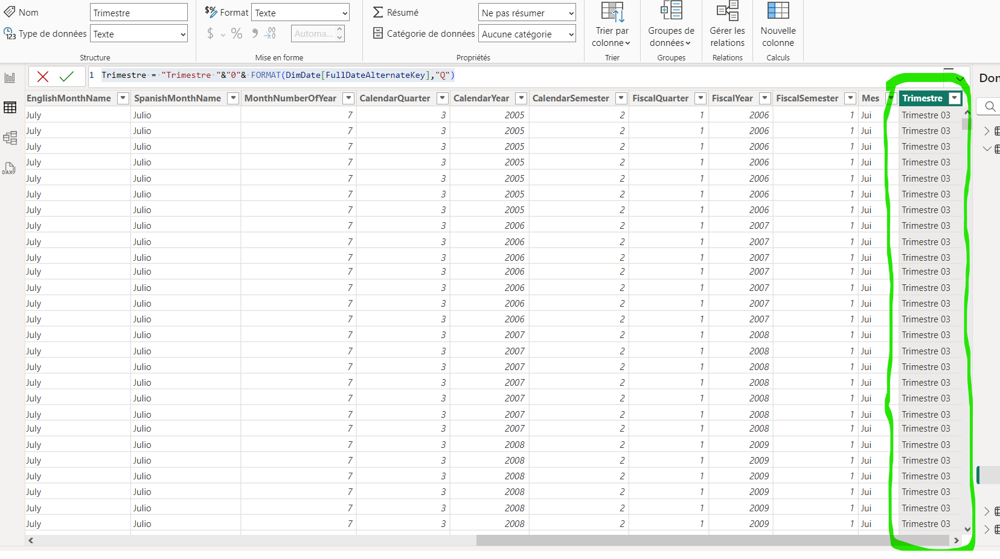 Nom Trimestre Format Texte Résumé Ne pas résumer Trier par colonne Groupes de données Gérer les relations Nouvelle colonne
Type de données Texte $ % Automa... Catégorie de données Aucune catégorie
Structure Mise en forme Propriétés Trier Groupes Relations Calculs
1 Trimestre = "Trimestre "&"0"& FORMAT(DimDate[FullDateAlternateKey],"Q")
Don
DAX
EnglishMonthName SpanishMonthName MonthNumberOfYear CalendarQuarter CalendarYear CalendarSemester FiscalQuarter FiscalYear FiscalSemester Mes Trimestre
July Julio 7 3 2005 2 1 2006 1 Jui Trimestre 03
July Julio 7 3 2005 2 1 2006 1 Jui Trimestre 03
July Julio 7 3 2005 2 1 2006 1 Jui Trimestre 03
July Julio 7 3 2005 2 1 2006 1 Jui Trimestre 03
July Julio 7 3 2005 2 1 2006 1 Jui Trimestre 03
July Julio 7 3 2005 2 1 2006 1 Jui Trimestre 03
July Julio 7 3 2005 2 1 2006 1 Jui Trimestre 03
July Julio 7 3 2006 2 1 2007 1 Jui Trimestre 03
July Julio 7 3 2006 2 1 2007 1 Jui Trimestre 03
July Julio 7 3 2006 2 1 2007 1 Jui Trimestre 03
July Julio 7 3 2006 2 1 2007 1 Jui Trimestre 03
July Julio 7 3 2006 2 1 2007 1 Jui Trimestre 03
July Julio 7 3 2006 2 1 2007 1 Jui Trimestre 03
July Julio 7 3 2006 2 1 2007 1 Jui Trimestre 03
July Julio 7 3 2007 2 1 2008 1 Jui Trimestre 03
July Julio 7 3 2007 2 1 2008 1 Jui Trimestre 03
July Julio 7 3 2007 2 1 2008 1 Jui Trimestre 03
July Julio 7 3 2007 2 1 2008 1 Jui Trimestre 03
July Julio 7 3 2007 2 1 2008 1 Jui Trimestre 03
July Julio 7 3 2007 2 1 2008 1 Jui Trimestre 03
July Julio 7 3 2007 2 1 2008 1 Jui Trimestre 03
July Julio 7 3 2008 2 1 2009 1 Jui Trimestre 03
July Julio 7 3 2008 2 1 2009 1 Jui Trimestre 03
July Julio 7 3 2008 2 1 2009 1 Jui Trimestre 03
July Julio 7 3 2008 2 1 2009 1 Jui Trimestre 03
July Julio 7 3 2008 2 1 2009 1 Jui Trimestre 03
July Julio 7 3 2008 2 1 2009 1 Jui Trimestre 03